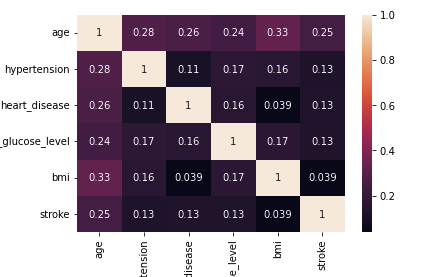 age 1 0.28 0.26 0.24 0.33 0.25
hypertension 0.28 1 0.11 0.17 0.16 0.13
heart_disease 0.26 0.11 1 0.16 0.039 0.13
_glucose_level 0.24 0.17 0.16 1 0.17 0.13
bmi 0.33 0.16 0.039 0.17 1 0.039
stroke 0.25 0.13 0.13 0.13 0.039 1
age tension disease e_level bmi stroke
1.0
0.8
0.6
0.4
0.2